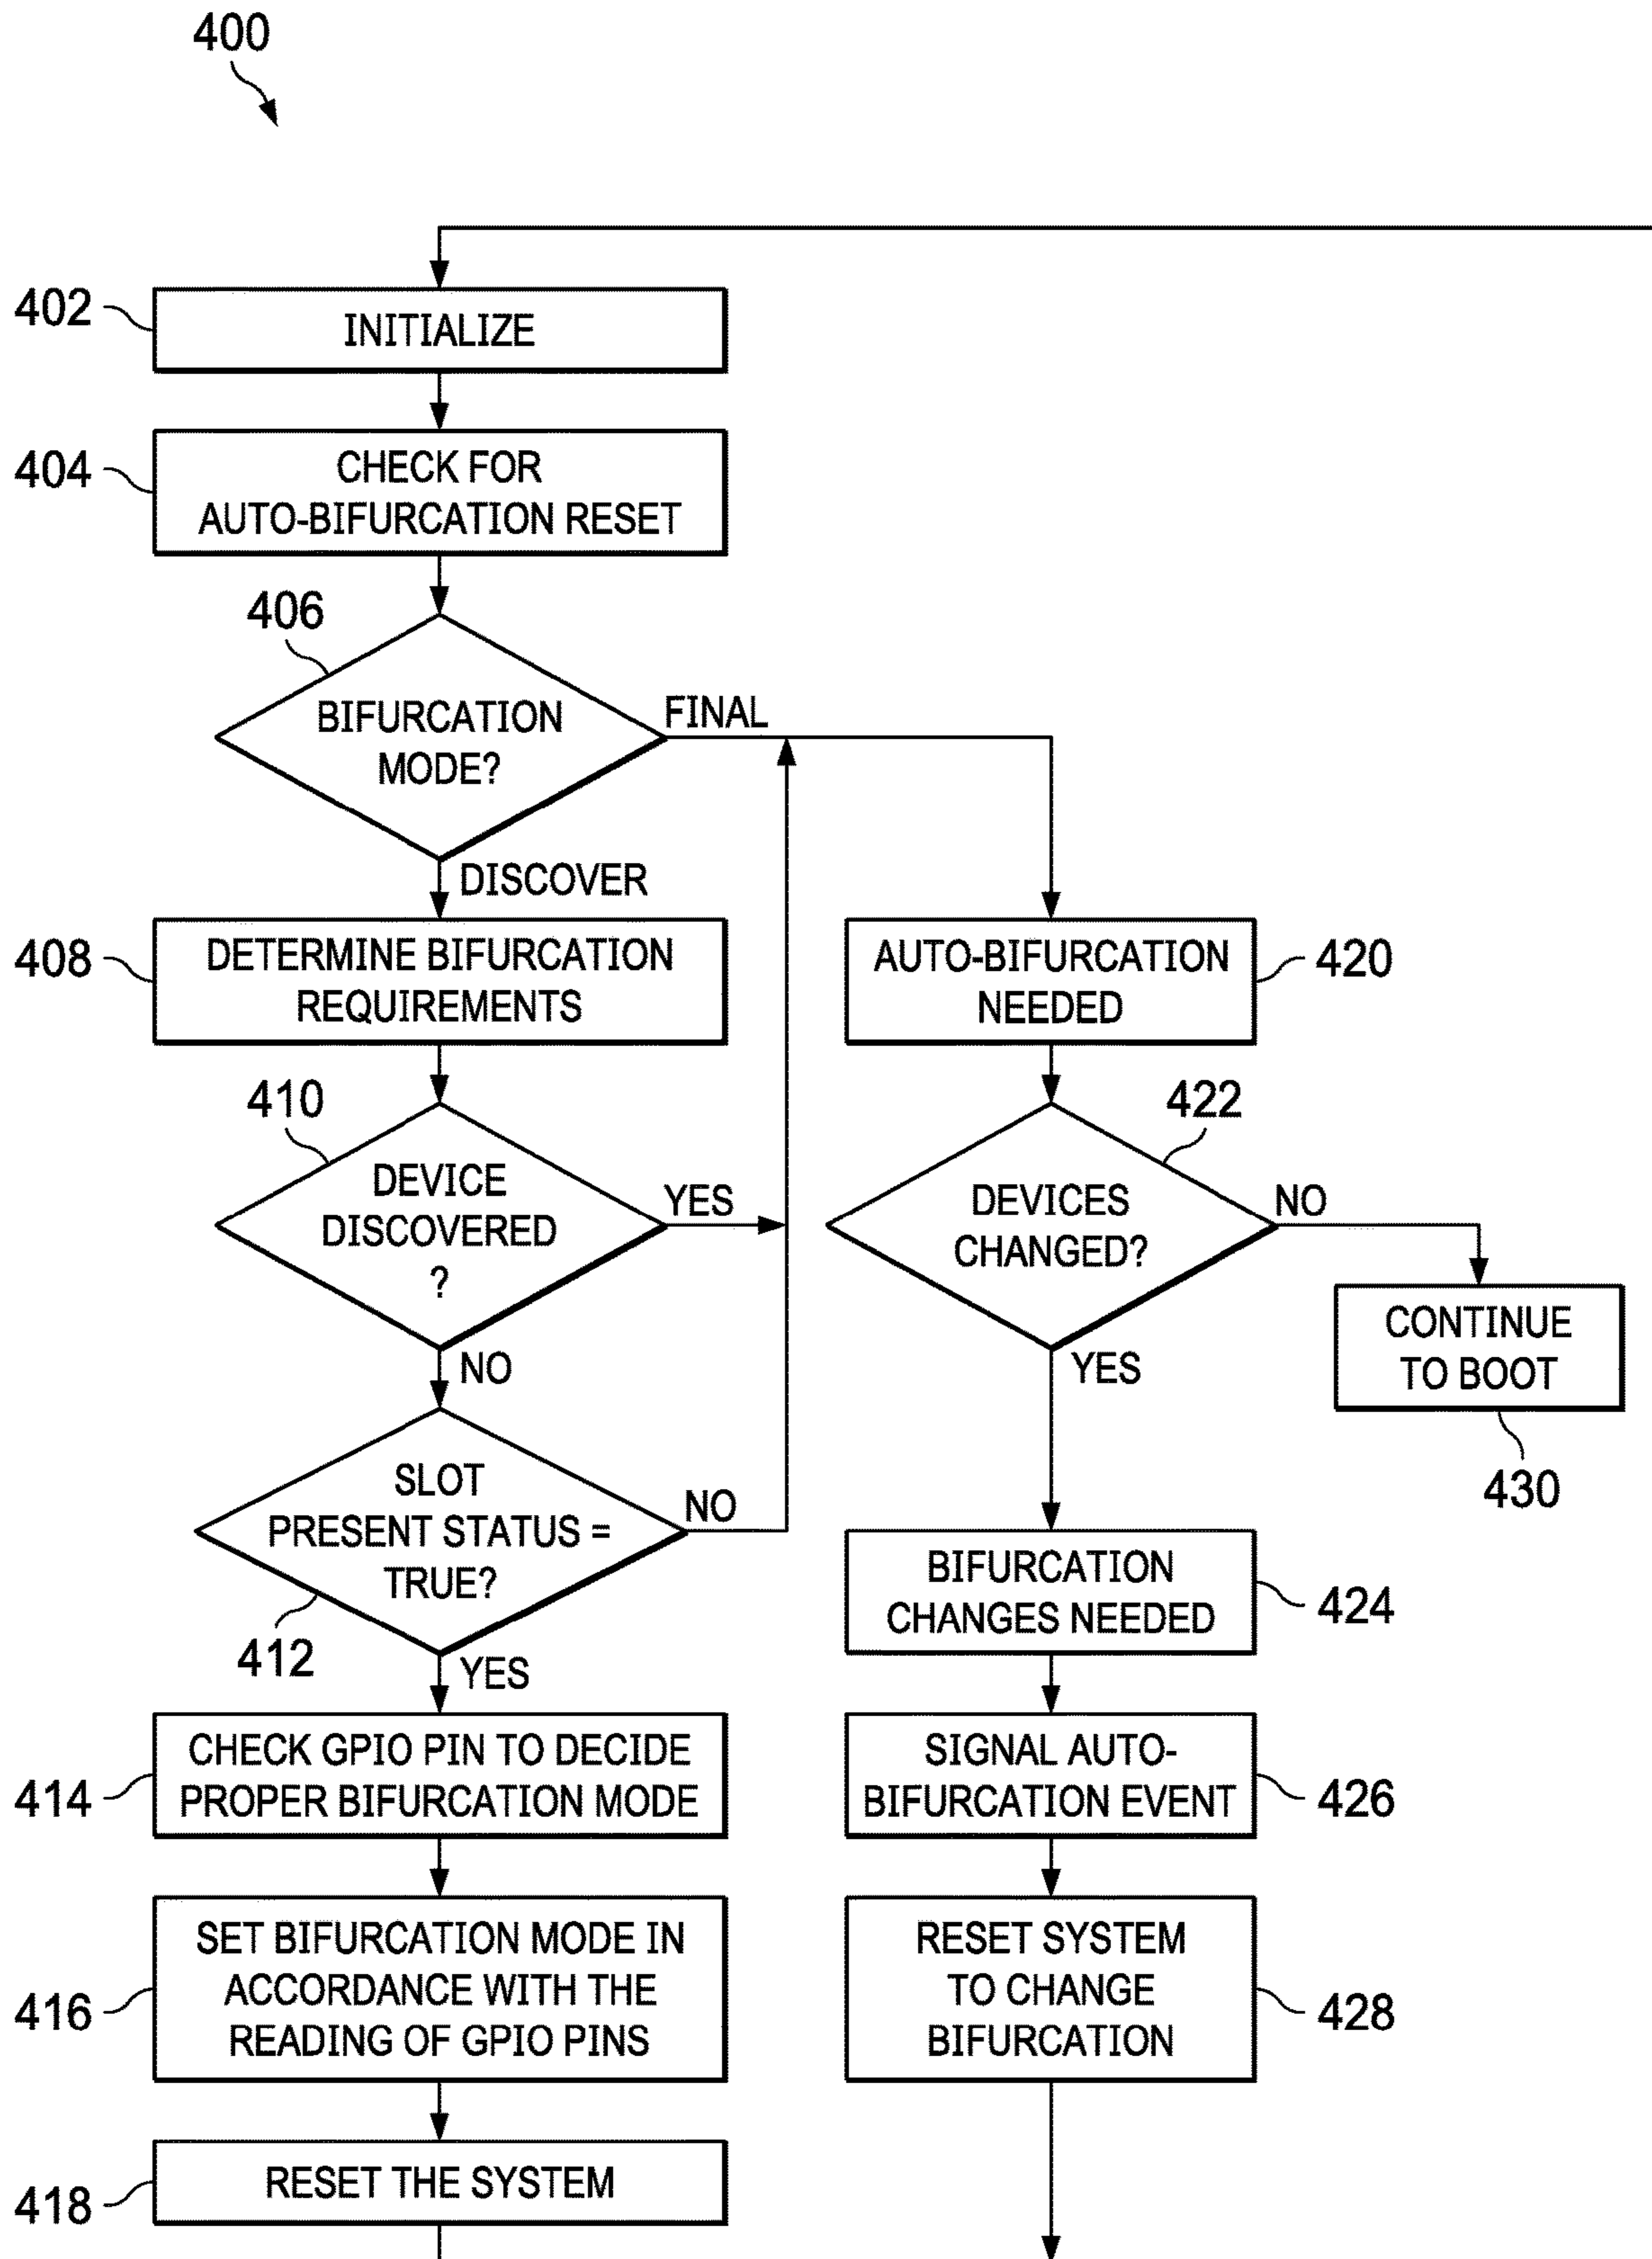 400
402
INITIALIZE
404
CHECK FOR
AUTO-BIFURCATION RESET
406
BIFURCATION
MODE?
FINAL
DISCOVER
408
DETERMINE BIFURCATION
REQUIREMENTS
AUTO-BIFURCATION
NEEDED
420
410
DEVICE
DISCOVERED
?
YES
NO
422
DEVICES
CHANGED?
NO
YES
CONTINUE
TO BOOT
430
SLOT
PRESENT STATUS =
TRUE?
NO
412
YES
BIFURCATION
CHANGES NEEDED
424
414
CHECK GPIO PIN TO DECIDE
PROPER BIFURCATION MODE
SIGNAL AUTO-
BIFURCATION EVENT
426
416
SET BIFURCATION MODE IN
ACCORDANCE WITH THE
READING OF GPIO PINS
RESET SYSTEM
TO CHANGE
BIFURCATION
428
418
RESET THE SYSTEM